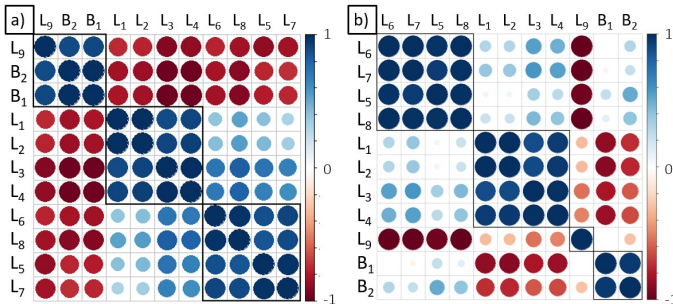 a) L9 B2 B1 L1 L2 L3 L4 L6 L8 L5 L7
L9 1
B2
B1
L1
L2
L3 0
L4
L6
L8
L5
L7 -1
b) L6 L7 L5 L8 L1 L2 L3 L4 L9 B1 B2
L6 1
L7
L5
L8
L1
L2 0
L3
L4
L9
B1
B2 -1